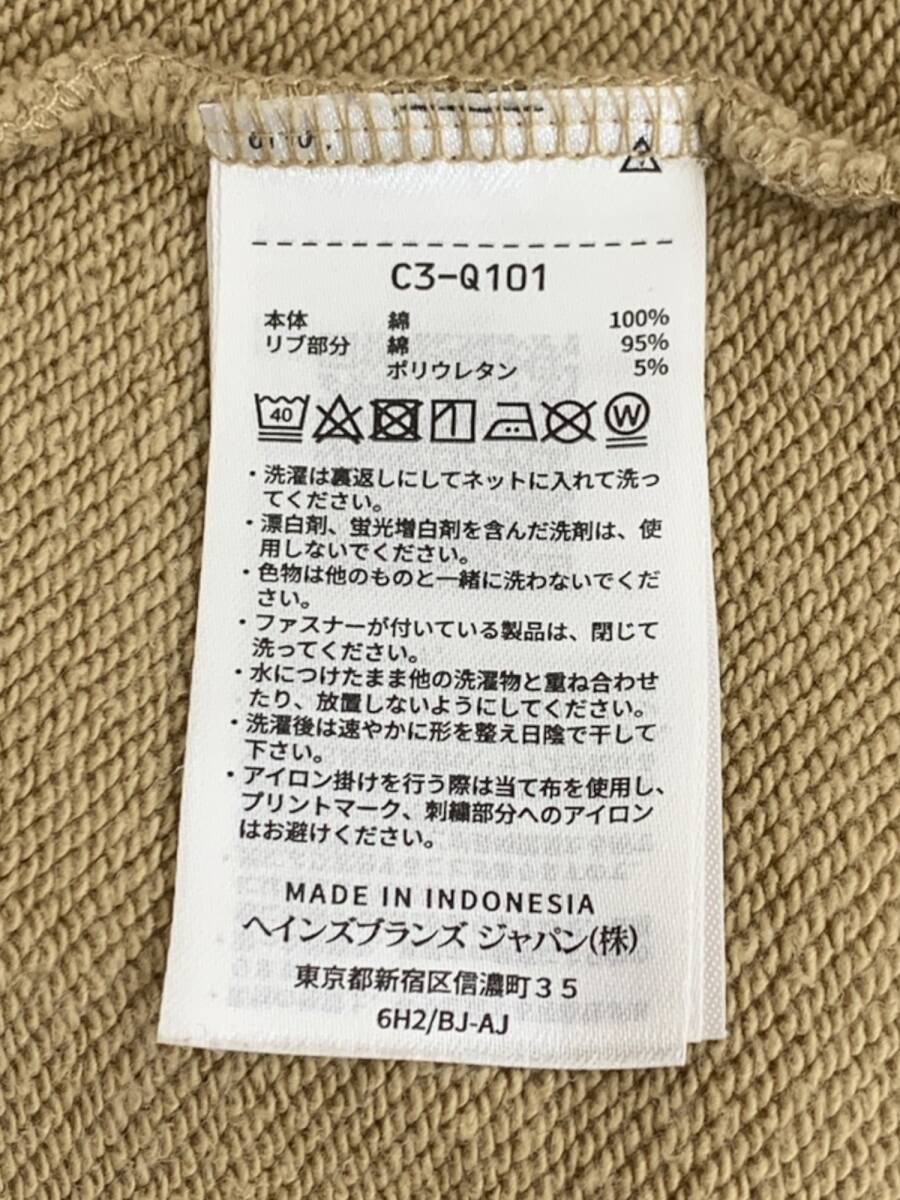 C3-Q101
本体 綿 100%
リブ部分 綿 95%
ポリウレタン 5%
40 W
・洗濯は裏返しにしてネットに入れて洗っ
てください。
・漂白剤、蛍光増白剤を含んだ洗剤は、使
用しないでください。
・色物は他のものと一緒に洗わないでくだ
さい。
・ファスナーが付いている製品は、閉じて
洗ってください。
・水につけたまま他の洗濯物と重ね合わせ
たり、放置しないようにしてください。
・洗濯後は速やかに形を整え日陰で干して
下さい。
・アイロン掛けを行う際は当て布を使用し、
プリントマーク、刺繍部分へのアイロン
はお避けください。
MADE IN INDONESIA
ヘインズブランズ ジャパン(株)
東京都新宿区信濃町３５
6H2/BJ-AJ